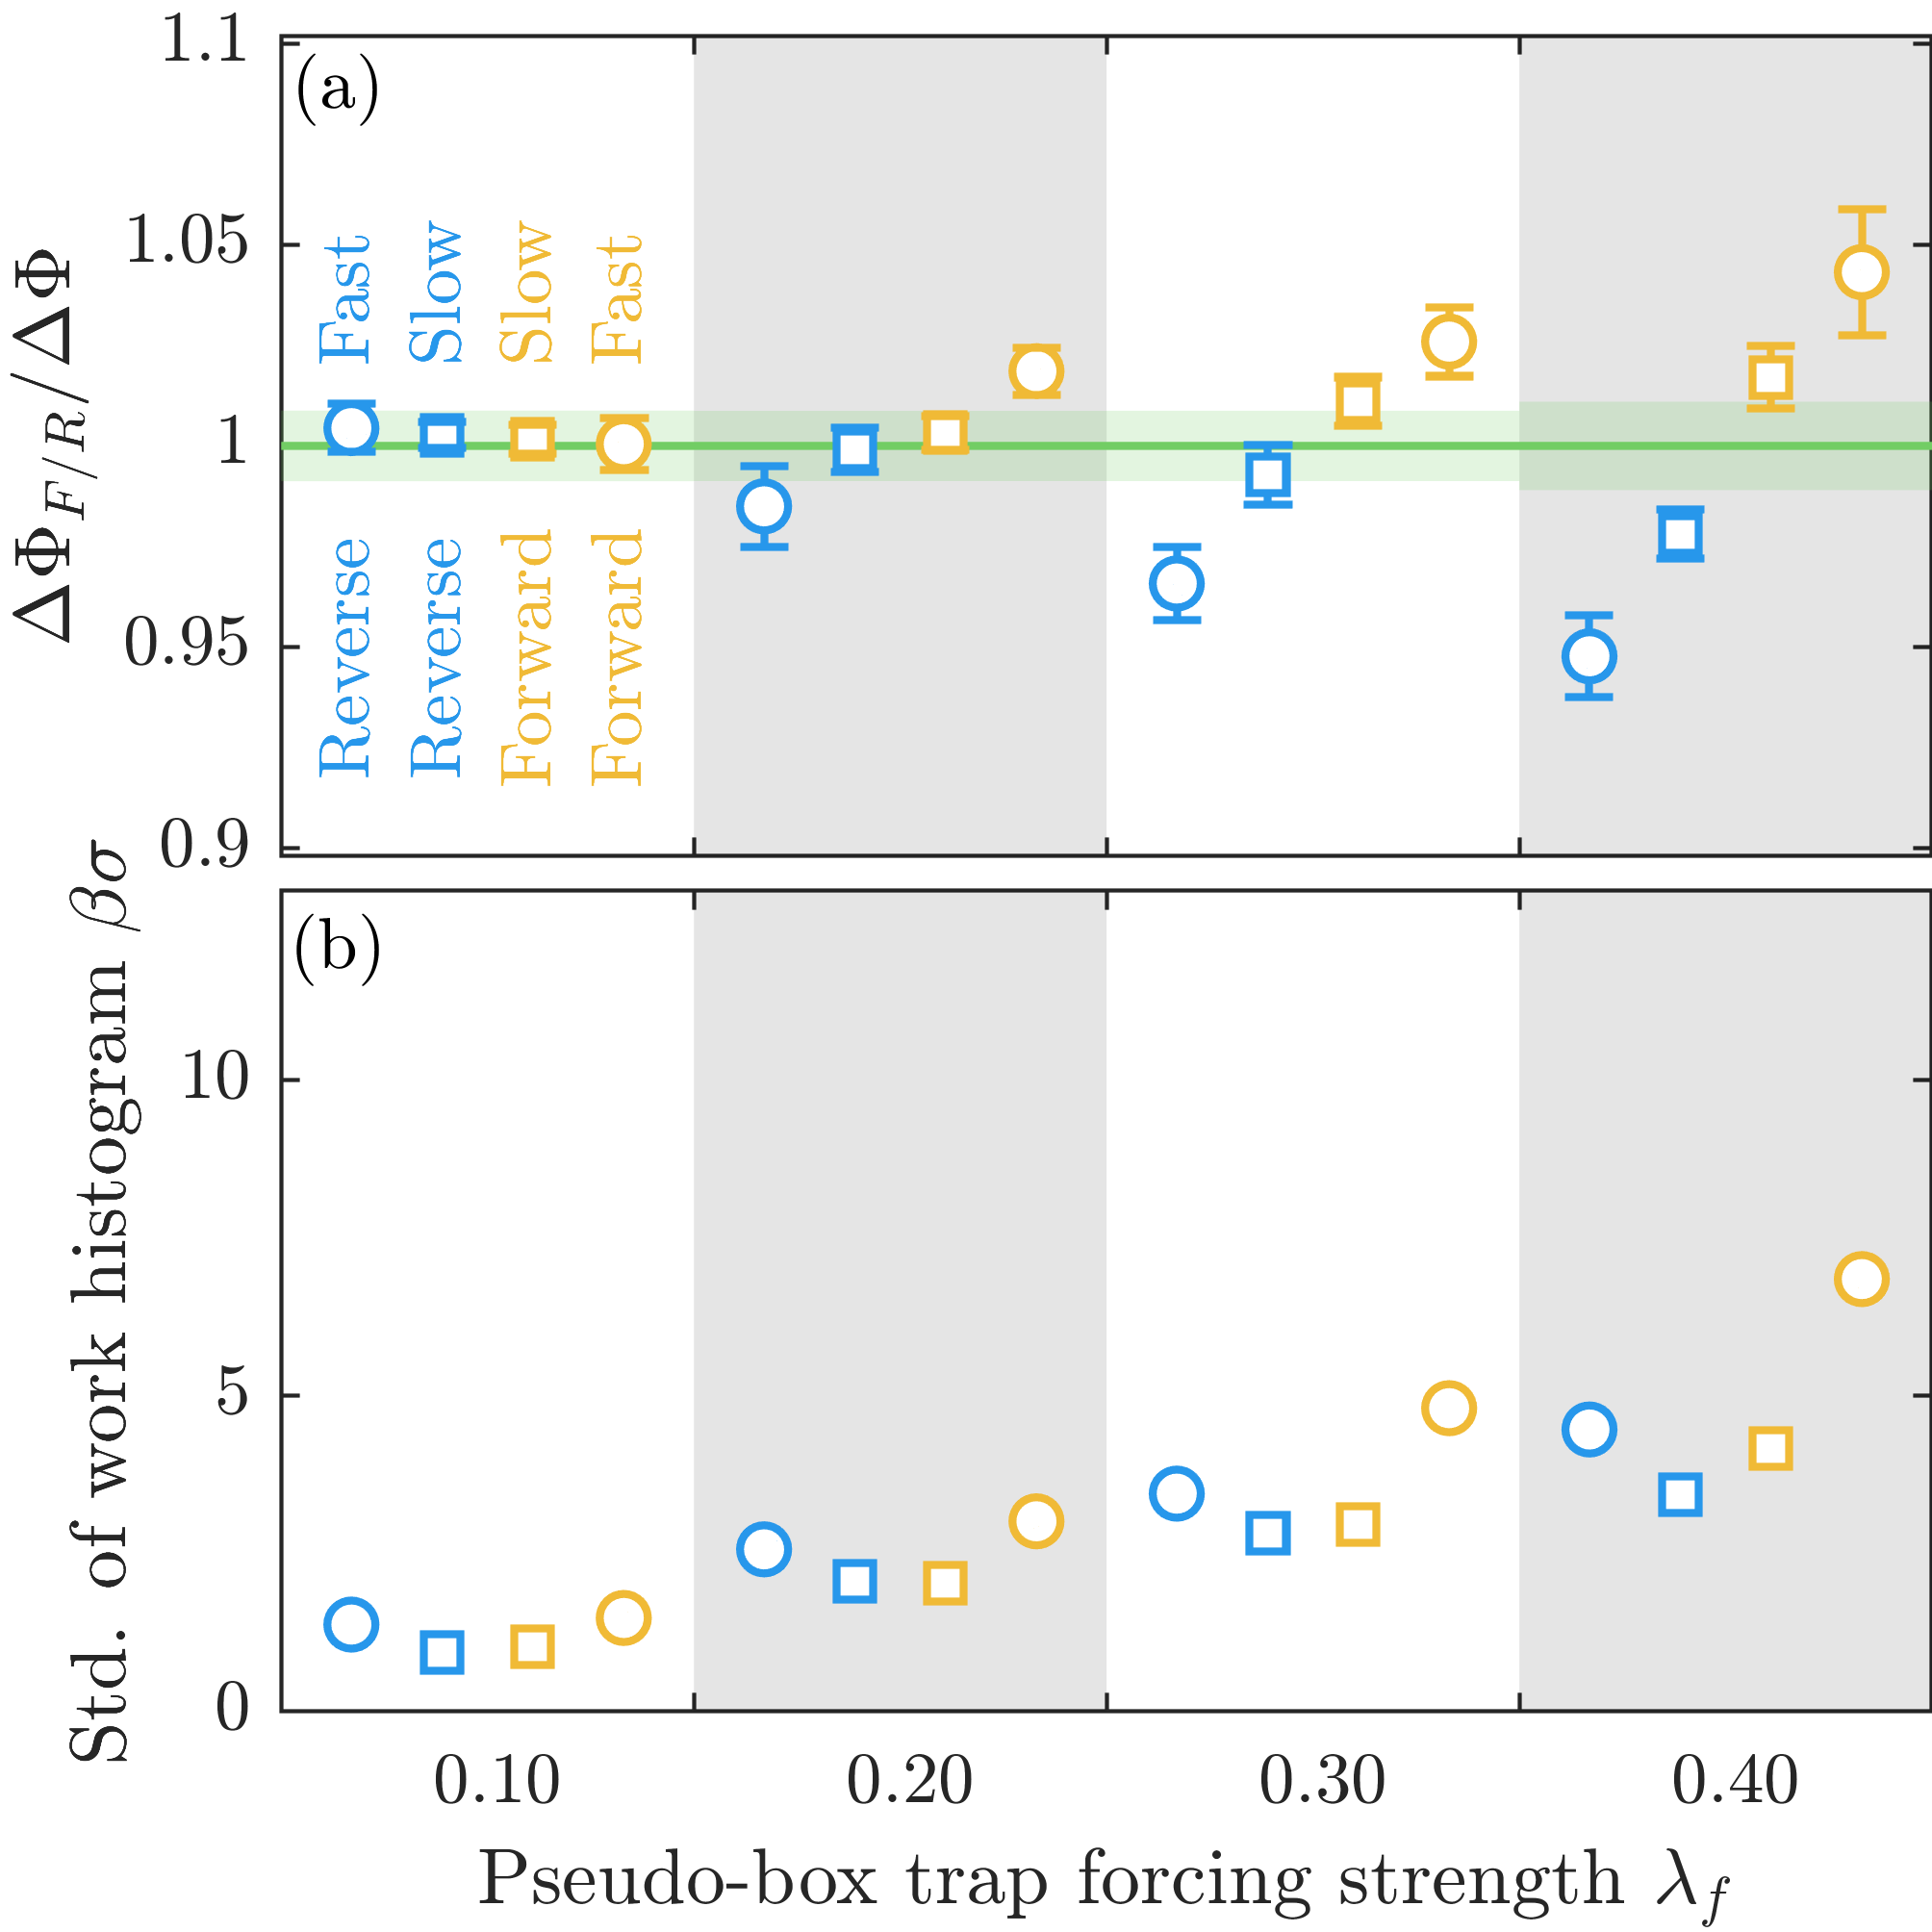 (a)
1.1
1.05
1
0.95
0.9
ΔΦF/R/ΔΦ
Fast
Slow
Slow
Fast
Reverse
Reverse
Forward
Forward
(b)
10
5
0
Std. of work histogram βσ
0.10 0.20 0.30 0.40
Pseudo-box trap forcing strength λf